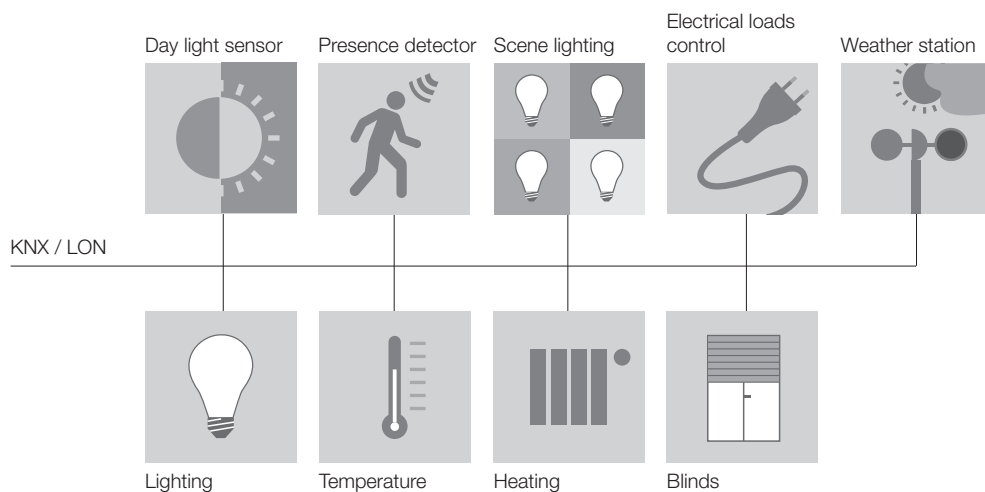 Day light sensor
Presence detector
Scene lighting
Electrical loads
control
Weather station
KNX / LON
Lighting
Temperature
Heating
Blinds